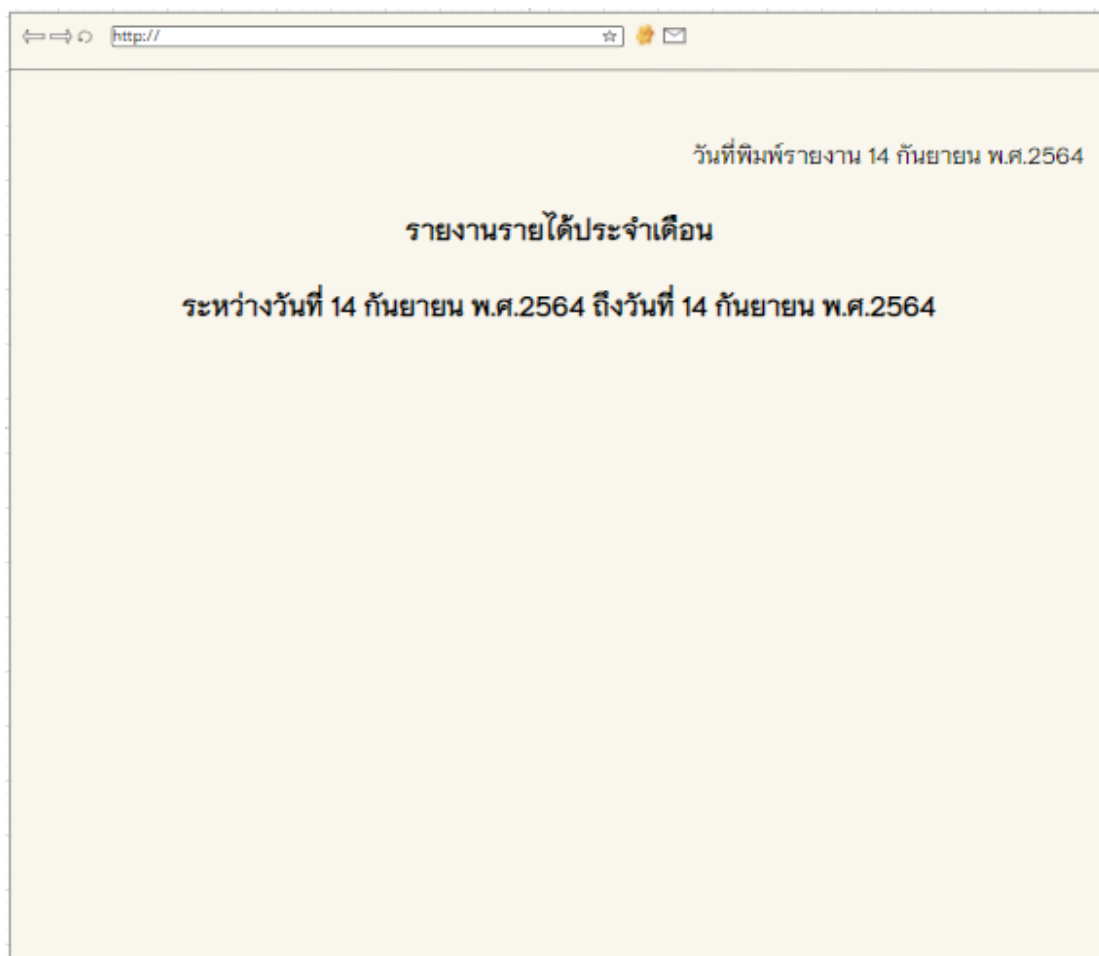 http://
วันที่พิมพ์รายงาน 14 กันยายน พ.ศ.2564
รายงานรายได้ประจำเดือน
ระหว่างวันที่ 14 กันยายน พ.ศ.2564 ถึงวันที่ 14 กันยายน พ.ศ.2564